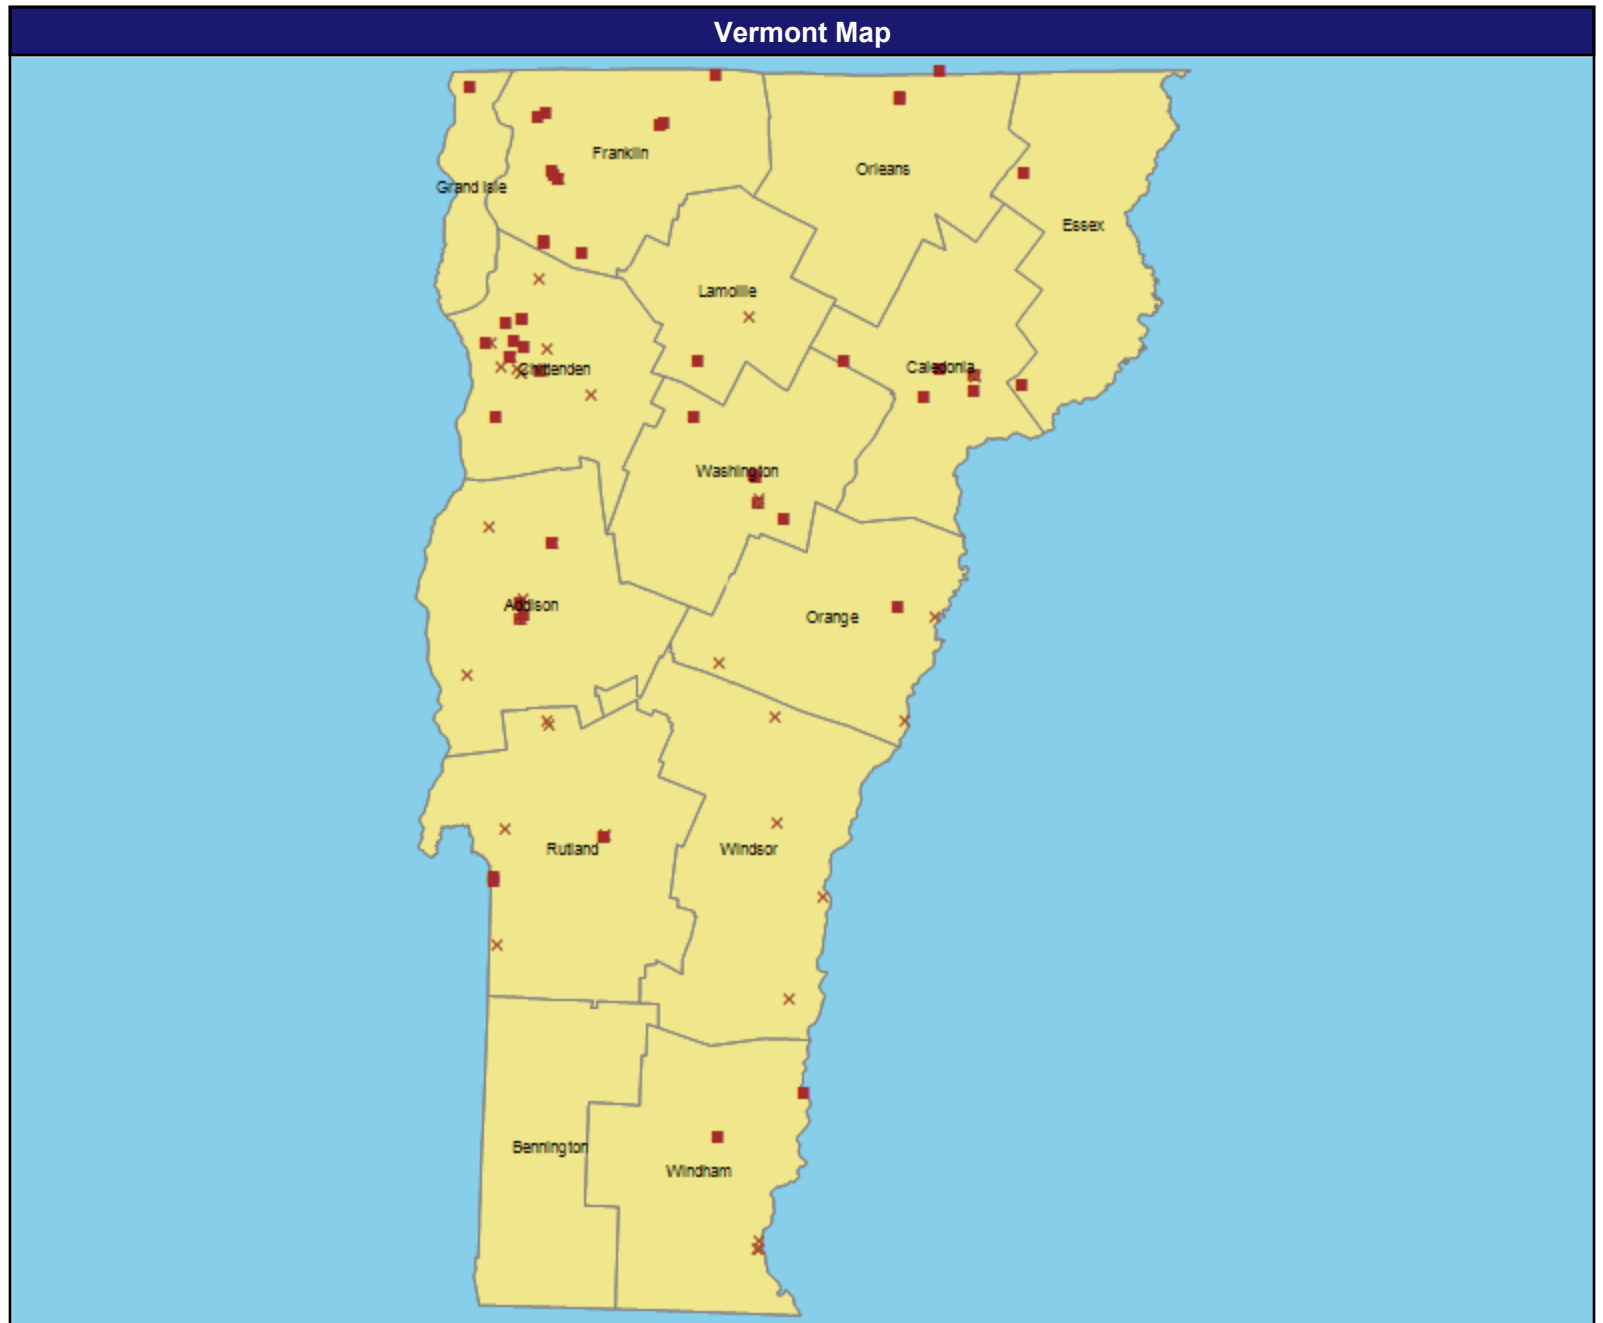 Vermont Map
Franklin
Orleans
Grand Isle
Essex
Lamoille
Chittenden
Caledonia
Washington
Addison
Orange
Rutland
Windsor
Bennington
Windham